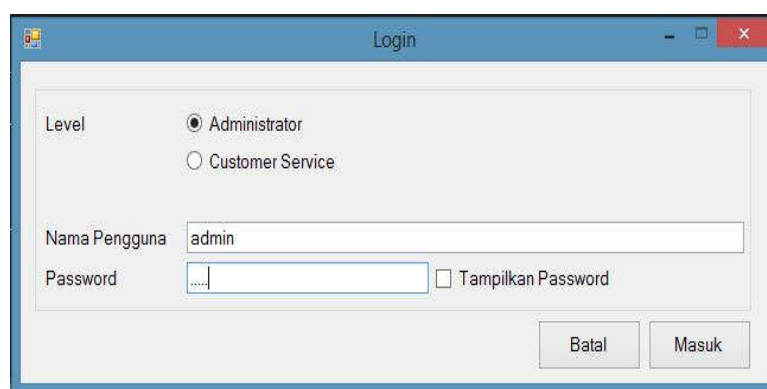 Login
Level
Administrator
Customer Service
Nama Pengguna admin
Password ..... Tampilkan Password
Batal Masuk